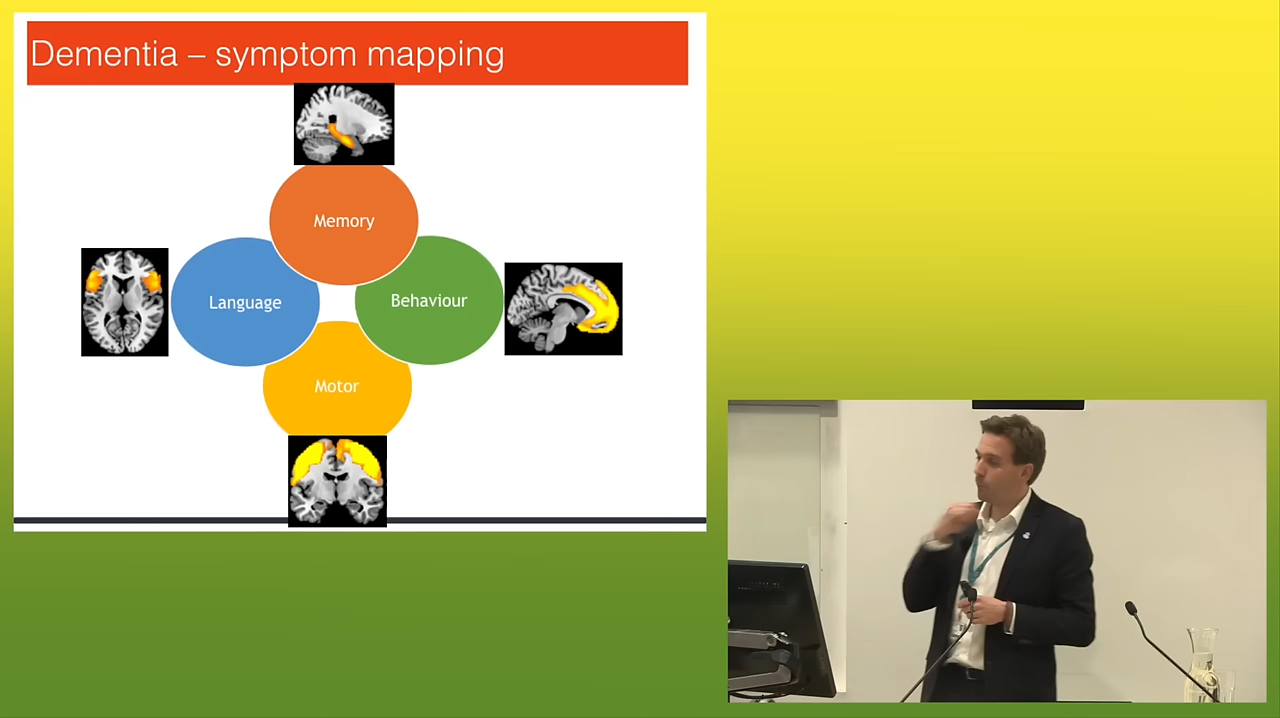 Dementia – symptom mapping
Memory
Language
Behaviour
Motor